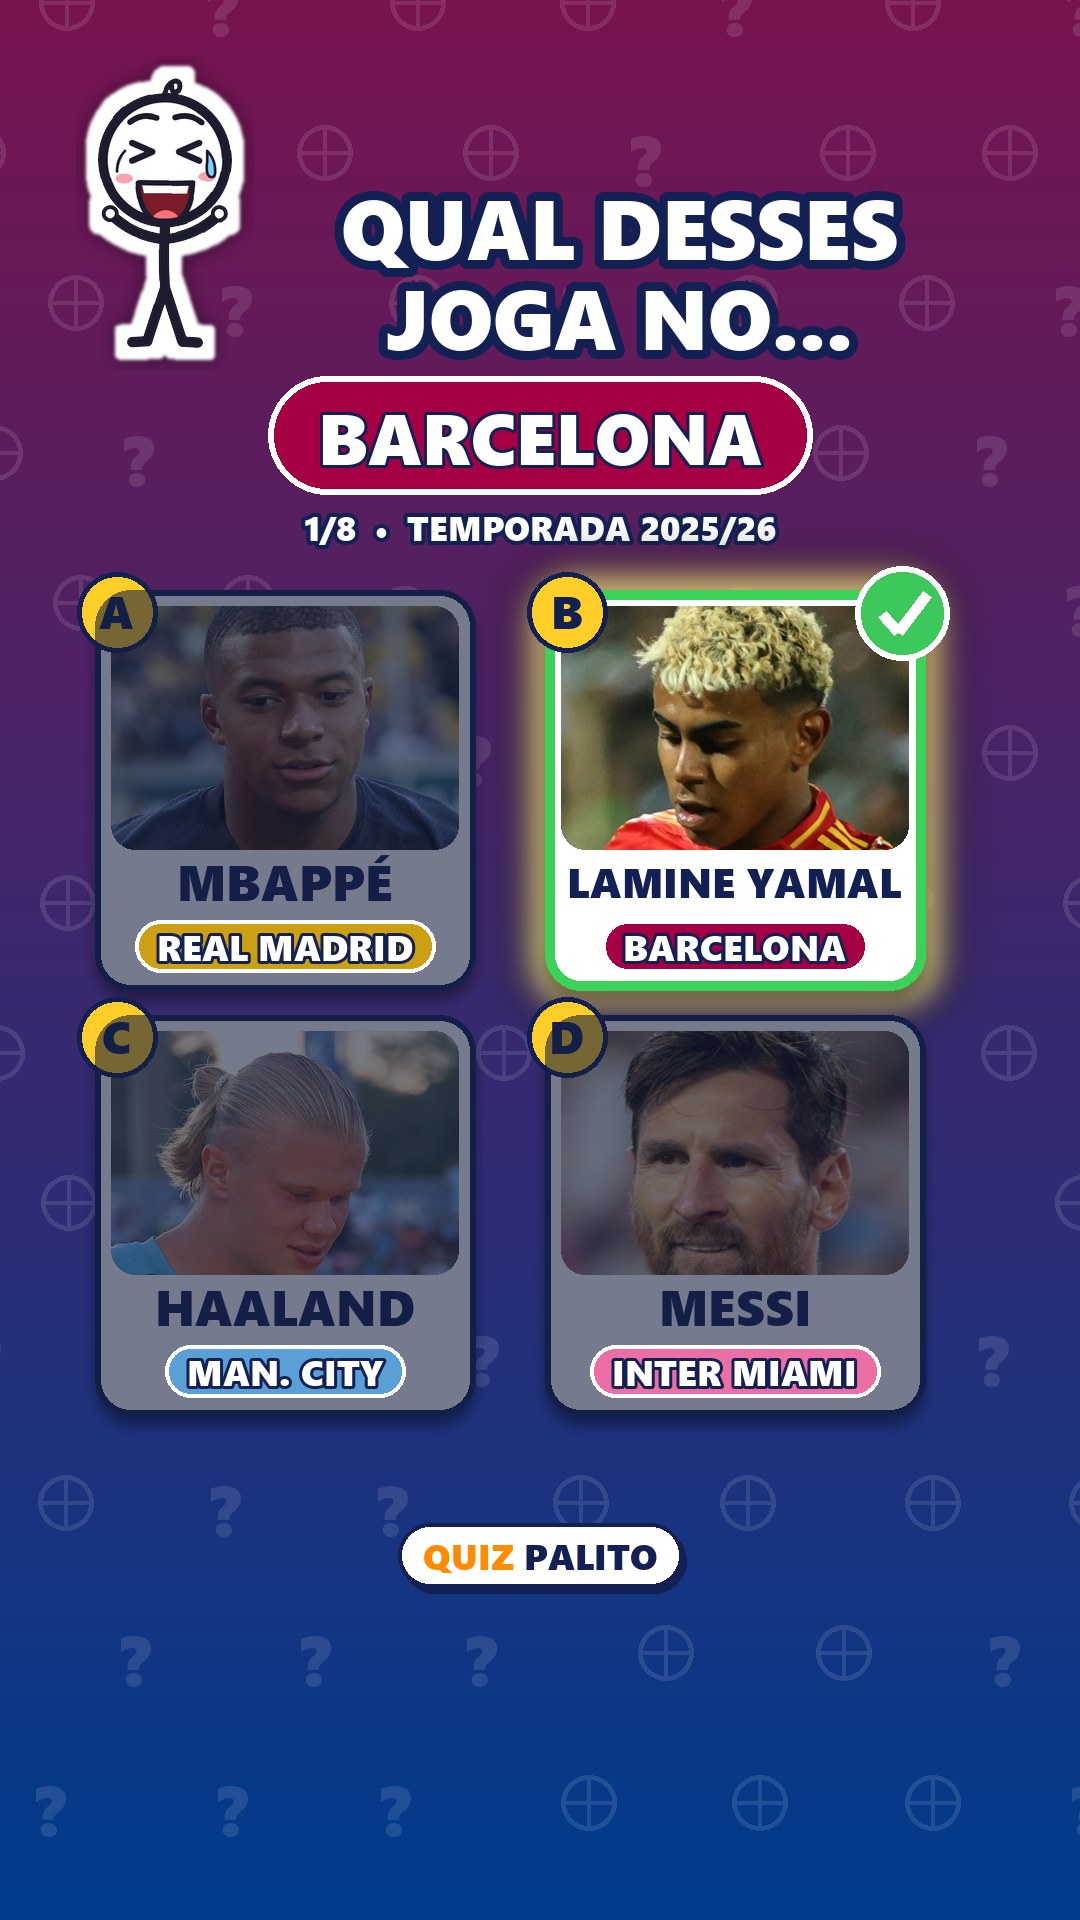 QUAL DESSES
JOGA NO...
BARCELONA
1/8 • TEMPORADA 2025/26
A
B
MBAPPÉ
LAMINE YAMAL
REAL MADRID
BARCELONA
C
D
HAALAND
MESSI
MAN. CITY
INTER MIAMI
QUIZ PALITO